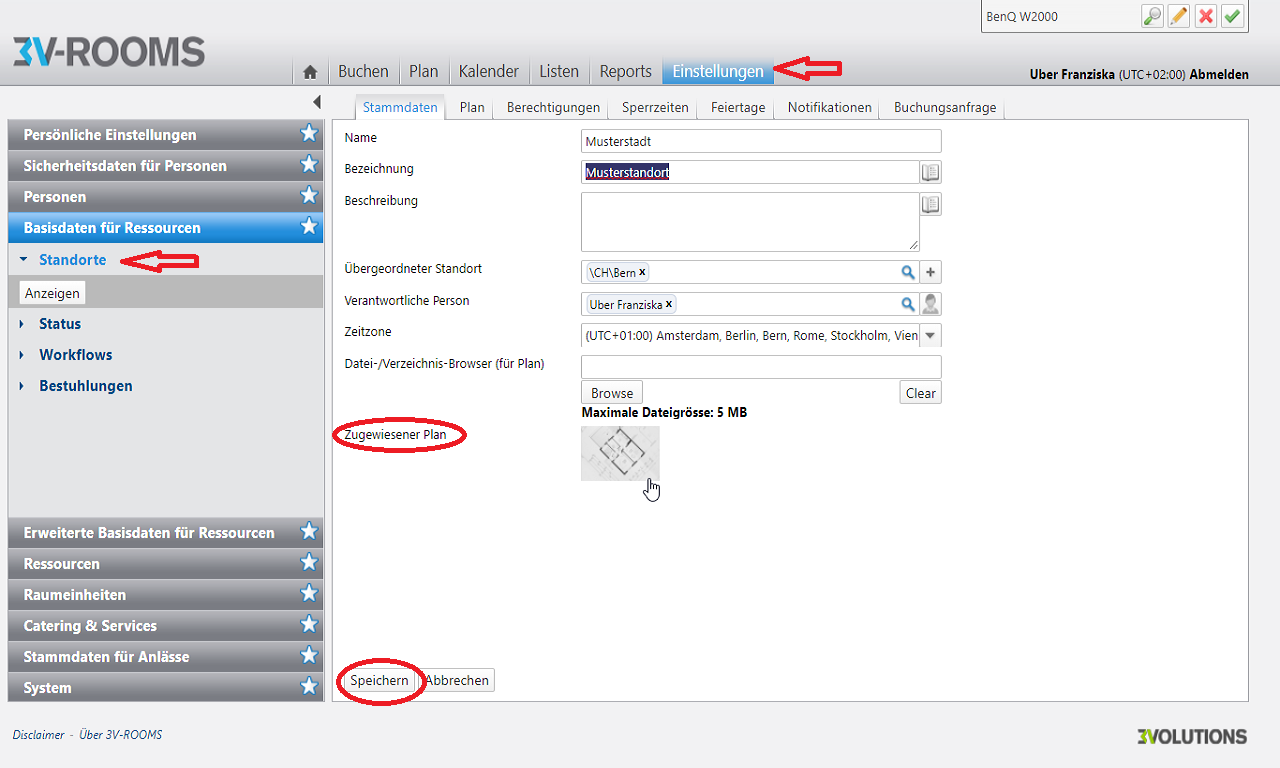 BenQ W2000
3V-ROOMS
Buchen
Plan
Kalender
Listen
Reports
Einstellungen
Uber Franziska (UTC+02:00) Abmelden
Persönliche Einstellungen
Sicherheitsdaten für Personen
Personen
Basisdaten für Ressourcen
Standorte
Anzeigen
Status
Workflows
Bestuhlungen
Erweiterte Basisdaten für Ressourcen
Ressourcen
Raumeinheiten
Catering & Services
Stammdaten für Anlässe
System
Stammdaten
Plan
Berechtigungen
Sperrzeiten
Feiertage
Notifikationen
Buchungsanfrage
Name
Musterstadt
Bezeichnung
Musterstandort
Beschreibung
Übergeordneter Standort
\CH\Bern x
Verantwortliche Person
Uber Franziska x
Zeitzone
(UTC+01:00) Amsterdam, Berlin, Bern, Rome, Stockholm, Vien
Datei-/Verzeichnis-Browser (für Plan)
Browse
Clear
Maximale Dateigrösse: 5 MB
Zugewiesener Plan
Speichern
Abbrechen
Disclaimer - Über 3V-ROOMS
3VOLUTIONS